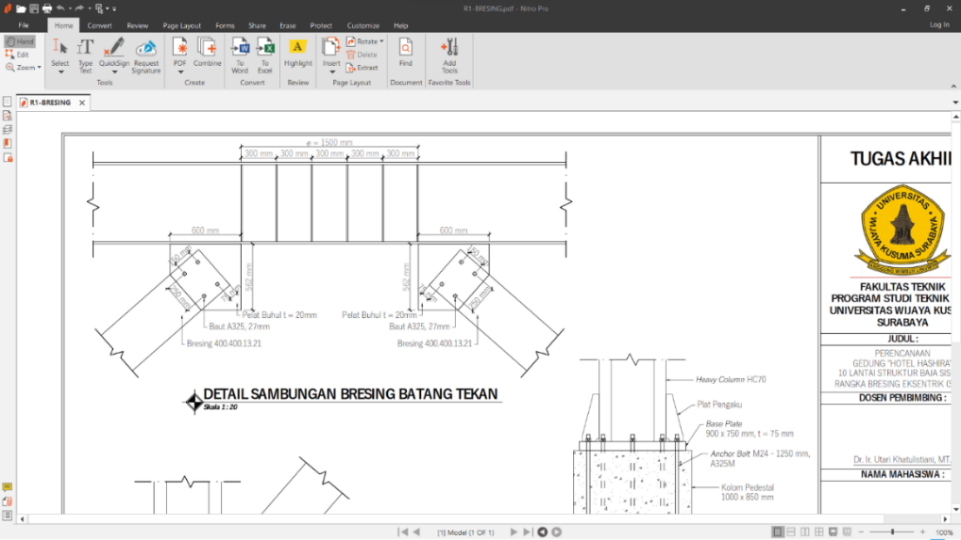 R1-BRESING.pdf - Nitro Pro
File
Home
Convert
Review
Page Layout
Forms
Share
Erase
Protect
Customize
Help
Log In
Hand
Edit
Zoom
Select
Type Text
QuickSign
Request Signature
Tools
PDF
Combine
Create
To Word
To Excel
Convert
Highlight
Review
Insert
Rotate
Delete
Extract
Page Layout
Find
Document
Add Tools
Favorite Tools
R1-BRESING
e = 1500 mm
300 mm 300 mm 300 mm 300 mm 300 mm
600 mm
600 mm
562 mm
562 mm
250 mm
250 mm
Pelat Buhul t = 20mm
Baut A325, 27mm
Bresing 400.400.13.21
Pelat Buhul t = 20mm
Baut A325, 27mm
Bresing 400.400.13.21
DETAIL SAMBUNGAN BRESING BATANG TEKAN
Skala 1 : 20
Heavy Column HC70
Plat Pengaku
Base Plate
900 x 750 mm, t = 75 mm
Anchor Bolt M24 - 1250 mm,
A325M
Kolom Pedestal
1000 x 850 mm
TUGAS AKHI
UNIVERSITAS
WIJAYA KUSUMA SURABAYA
FAKULTAS TEKNIK
PROGRAM STUDI TEKNIK
UNIVERSITAS WIJAYA KUS
SURABAYA
JUDUL :
PERENCANAAN
GEDUNG "HOTEL HASHIRA"
10 LANTAI STRUKTUR BAJA SIS
RANGKA BRESING EKSENTRIK (S
DOSEN PEMBIMBING :
Dr. Ir. Utari Khatulistiani, MT.
NAMA MAHASISWA :
[1] Model (1 OF 1)
100%